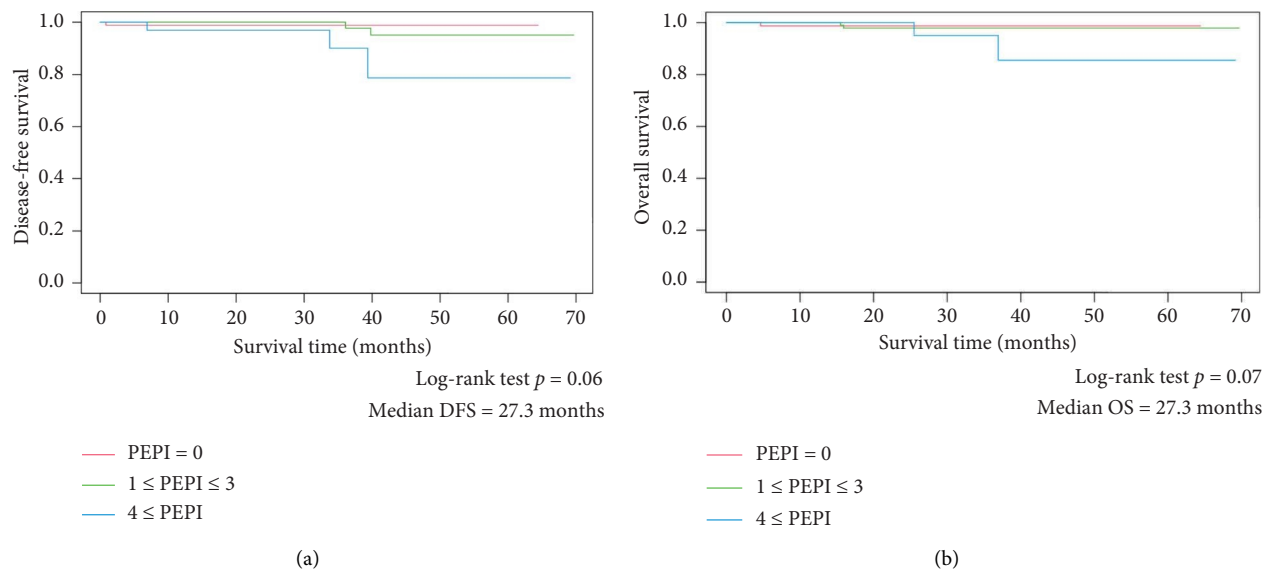 1.0
0.8
0.6
0.4
0.2
0.0
Disease-free survival
0 10 20 30 40 50 60 70
Survival time (months)
Log-rank test p = 0.06
Median DFS = 27.3 months
PEPI = 0
1 ≤ PEPI ≤ 3
4 ≤ PEPI
(a)
1.0
0.8
0.6
0.4
0.2
0.0
Overall survival
0 10 20 30 40 50 60 70
Survival time (months)
Log-rank test p = 0.07
Median OS = 27.3 months
PEPI = 0
1 ≤ PEPI ≤ 3
4 ≤ PEPI
(b)